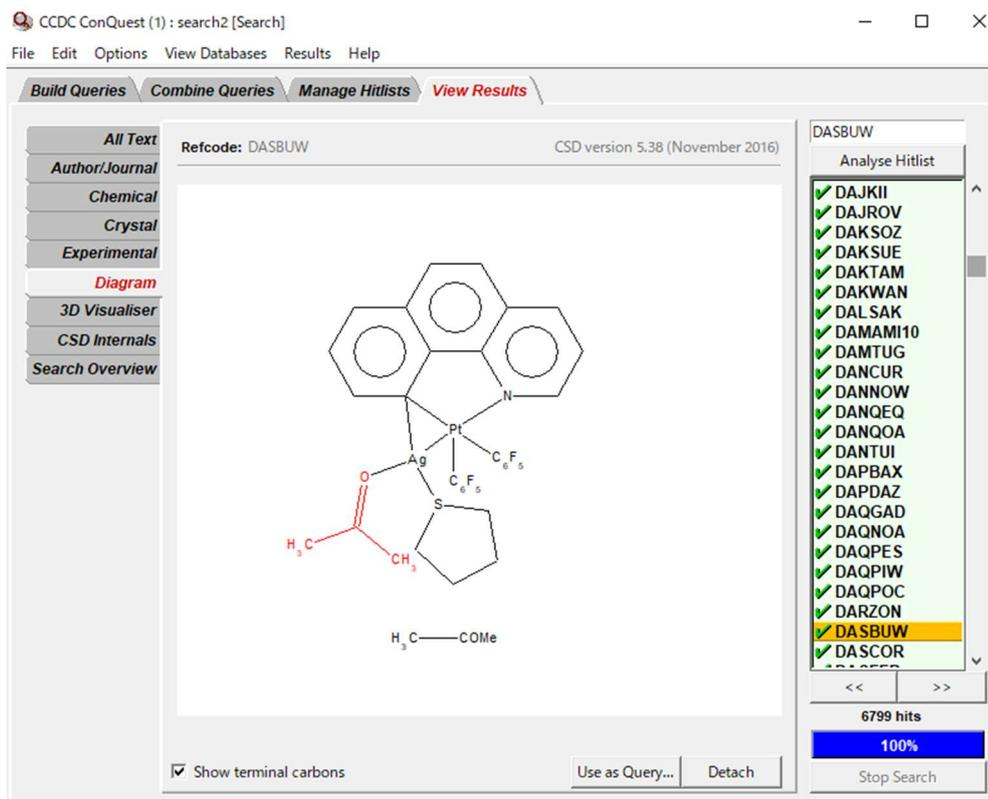 CCDC ConQuest (1) : search2 [Search]
File Edit Options View Databases Results Help
Build Queries Combine Queries Manage Hitlists View Results
All Text
Author/Journal
Chemical
Crystal
Experimental
Diagram
3D Visualiser
CSD Internals
Search Overview
Refcode: DASBUW CSD version 5.38 (November 2016)
N
Pt
Ag
C6F5
C6F5
O
S
H3C
CH3
H3C COMe
Show terminal carbons
Use as Query... Detach
DASBUW
Analyse Hitlist
DAJKII
DAJROV
DAKSOZ
DAKSUE
DAKTAM
DAKWAN
DALSAK
DAMAMI10
DAMTUG
DANCUR
DANNOW
DANQEQ
DANQOA
DANTUI
DAPBAX
DAPDAZ
DAQGAD
DAQNOA
DAQPES
DAQPIW
DAQPOC
DARZON
DASBUW
DASCOR
<< >>
6799 hits
100%
Stop Search